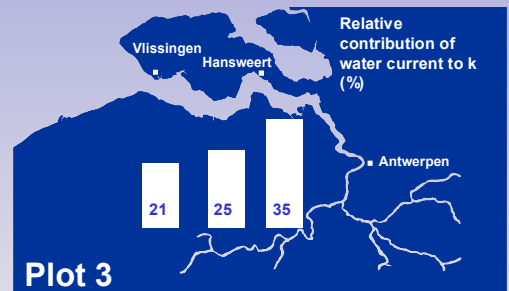 Relative
contribution of
water current to k
(%)
Vlissingen
Hansweert
Antwerpen
21 25 35
Plot 3